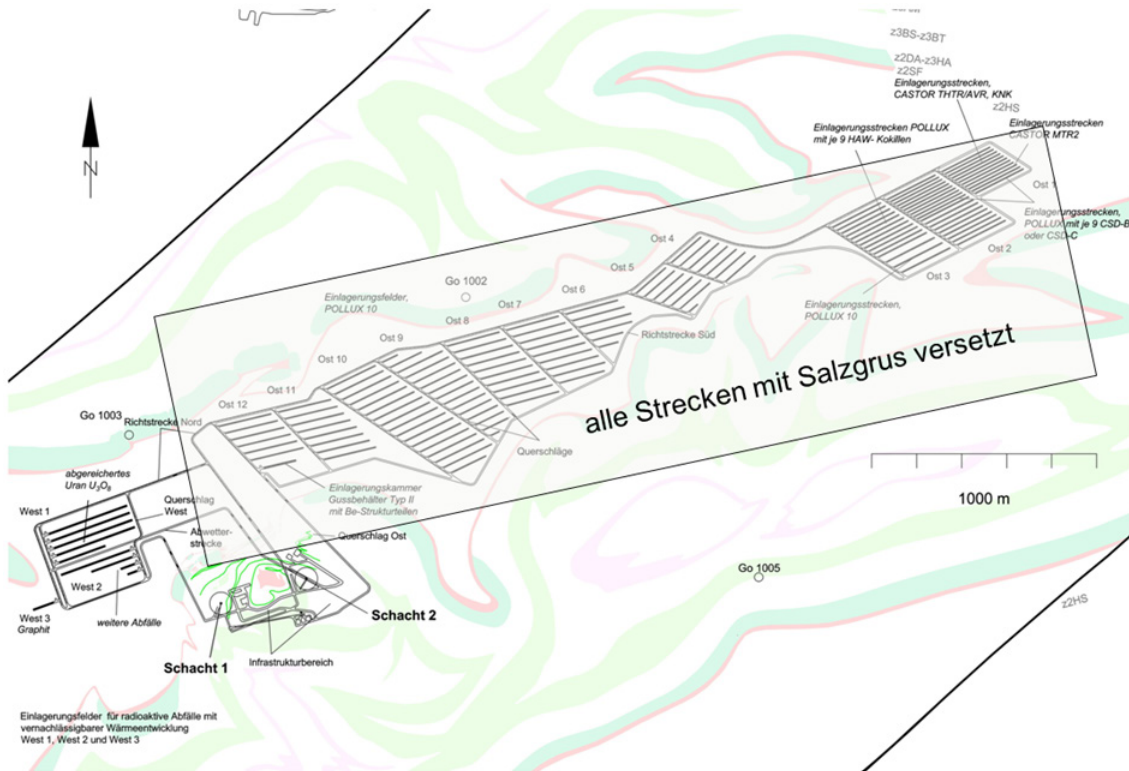 z3BS-z3BT
z2DA-z3HA
z2SF
Einlagerungsstrecken,
CASTOR THTR/AVR, KNK
z2HS
Einlagerungsstrecken POLLUX
mit je 9 HAW- Kokillen
Einlagerungsstrecken
CASTOR MTR2
N
Ost 1
Einlagerungsstrecken,
POLLUX mit je 9 CSD-B
oder CSD-C
Ost 2
Ost 3
Ost 4
Ost 5
Ost 6
Ost 7
Ost 8
Ost 9
Ost 10
Ost 11
Ost 12
Go 1002
Einlagerungsfelder,
POLLUX 10
Einlagerungsstrecken,
POLLUX 10
Richtstrecke Süd
alle Strecken mit Salzgrus versetzt
Querschläge
Go 1003
Richtstrecke Nord
abgereichertes
Uran U₃O₈
Querschlag
West
West 1
Abwetter-
strecke
Einlagerungskammer
Gussbehälter Typ II
mit Be-Strukturteilen
Querschlag Ost
1000 m
West 2
Go 1005
West 3
Graphit
weitere Abfälle
Schacht 2
z2HS
Schacht 1
Infrastrukturbereich
Einlagerungsfelder für radioaktive Abfälle mit
vernachlässigbarer Wärmeentwicklung
West 1, West 2 und West 3